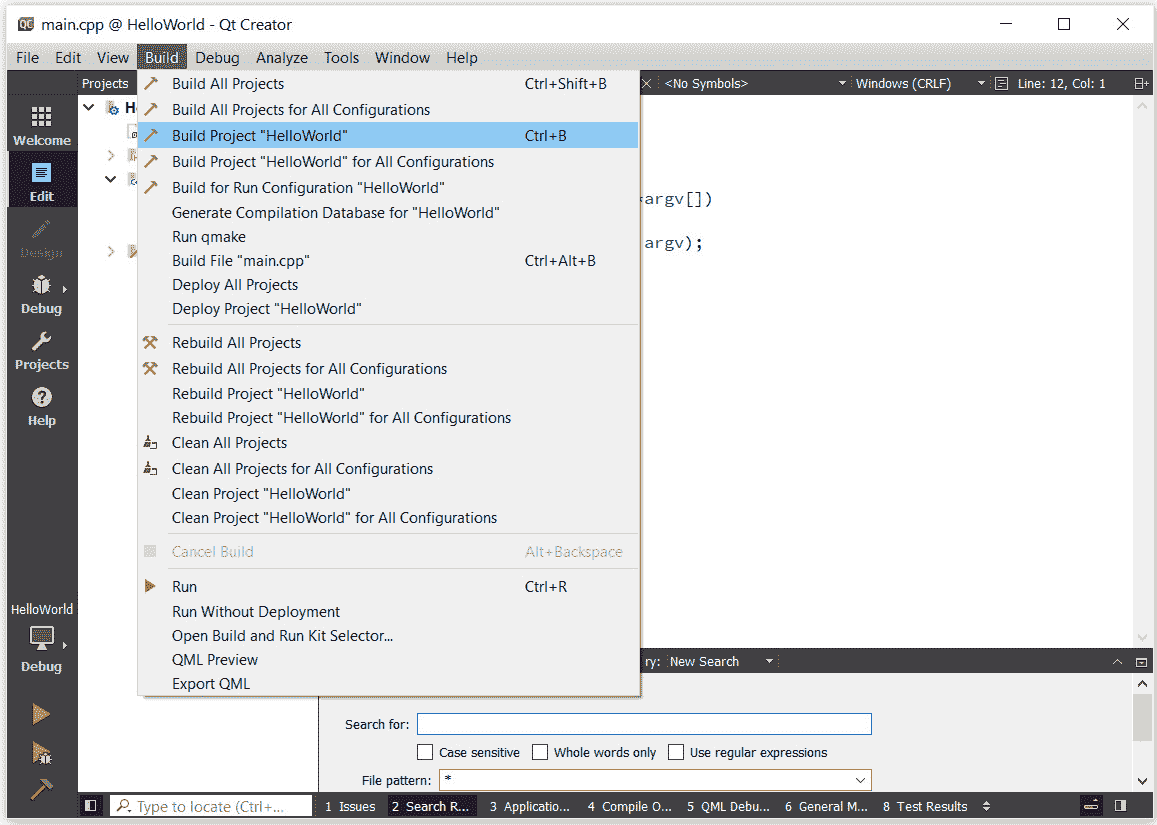 QC main.cpp @ HelloWorld - Qt Creator
File Edit View Build Debug Analyze Tools Window Help
Projects
<No Symbols> Windows (CRLF) Line: 12, Col: 1
Welcome
Edit
Design
Debug
Projects
Help
Build All Projects Ctrl+Shift+B
Build All Projects for All Configurations
Build Project "HelloWorld" Ctrl+B
Build Project "HelloWorld" for All Configurations
Build for Run Configuration "HelloWorld"
Generate Compilation Database for "HelloWorld"
Run qmake
Build File "main.cpp" Ctrl+Alt+B
Deploy All Projects
Deploy Project "HelloWorld"
Rebuild All Projects
Rebuild All Projects for All Configurations
Rebuild Project "HelloWorld"
Rebuild Project "HelloWorld" for All Configurations
Clean All Projects
Clean All Projects for All Configurations
Clean Project "HelloWorld"
Clean Project "HelloWorld" for All Configurations
Cancel Build Alt+Backspace
Run Ctrl+R
Run Without Deployment
Open Build and Run Kit Selector...
QML Preview
Export QML
argv[])
argv);
HelloWorld
Debug
ry: New Search
Search for:
Case sensitive Whole words only Use regular expressions
File pattern: *
Type to locate (Ctrl+... 1 Issues 2 Search R... 3 Applicatio... 4 Compile O... 5 QML Debu... 6 General M... 8 Test Results